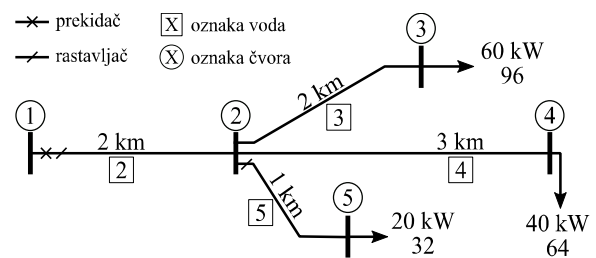 prekidač
X oznaka voda
rastavljač
X oznaka čvora
3
60 kW
96
2 km
3
1
2
4
2 km
3 km
2
4
1 km
5
5
20 kW
32
40 kW
64